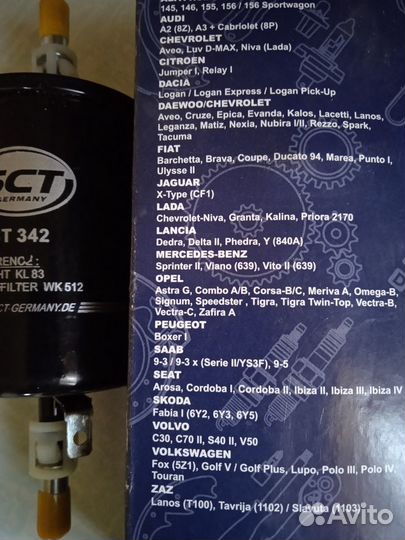 145, 146, 155, 156 / 156 Sportwagon
AUDI
A2 (8Z), A3 + Cabriolet (8P)
CHEVROLET
Aveo, Luv D-MAX, Niva (Lada)
CITROEN
Jumper I, Relay I
DACIA
Logan / Logan Express / Logan Pick-Up
DAEWOO/CHEVROLET
Aveo, Cruze, Epica, Evanda, Kalos, Lacetti, Lanos,
Leganza, Matiz, Nexia, Nubira I/II, Rezzo, Spark,
Tacuma
FIAT
Barchetta, Brava, Coupe, Ducato 94, Marea, Punto I,
Ulysse II
JAGUAR
X-Type (CF1)
LADA
Chevrolet-Niva, Granta, Kalina, Priora 2170
LANCIA
Dedra, Delta II, Phedra, Y (840A)
MERCEDES-BENZ
Sprinter II, Viano (639), Vito II (639)
OPEL
Astra G, Combo A/B, Corsa-B/C, Meriva A, Omega-B,
Signum, Speedster , Tigra, Tigra Twin-Top, Vectra-B,
Vectra-C, Zafira A
PEUGEOT
Boxer I
SAAB
9-3 / 9-3 x (Serie II/YS3F), 9-5
SEAT
Arosa, Cordoba I, Cordoba II, Ibiza II, Ibiza III, Ibiza IV
SKODA
Fabia I (6Y2, 6Y3, 6Y5)
VOLVO
C30, C70 II, S40 II, V50
VOLKSWAGEN
Fox (5Z1), Golf V / Golf Plus, Lupo, Polo III, Polo IV,
Touran
ZAZ
Lanos (T100), Tavrija (1102) / Slavuta (1103)
SCT
GERMANY
T 342
ERENCE:
HT KL 83
FILTER WK 512
CT-GERMANY.DE
Avito